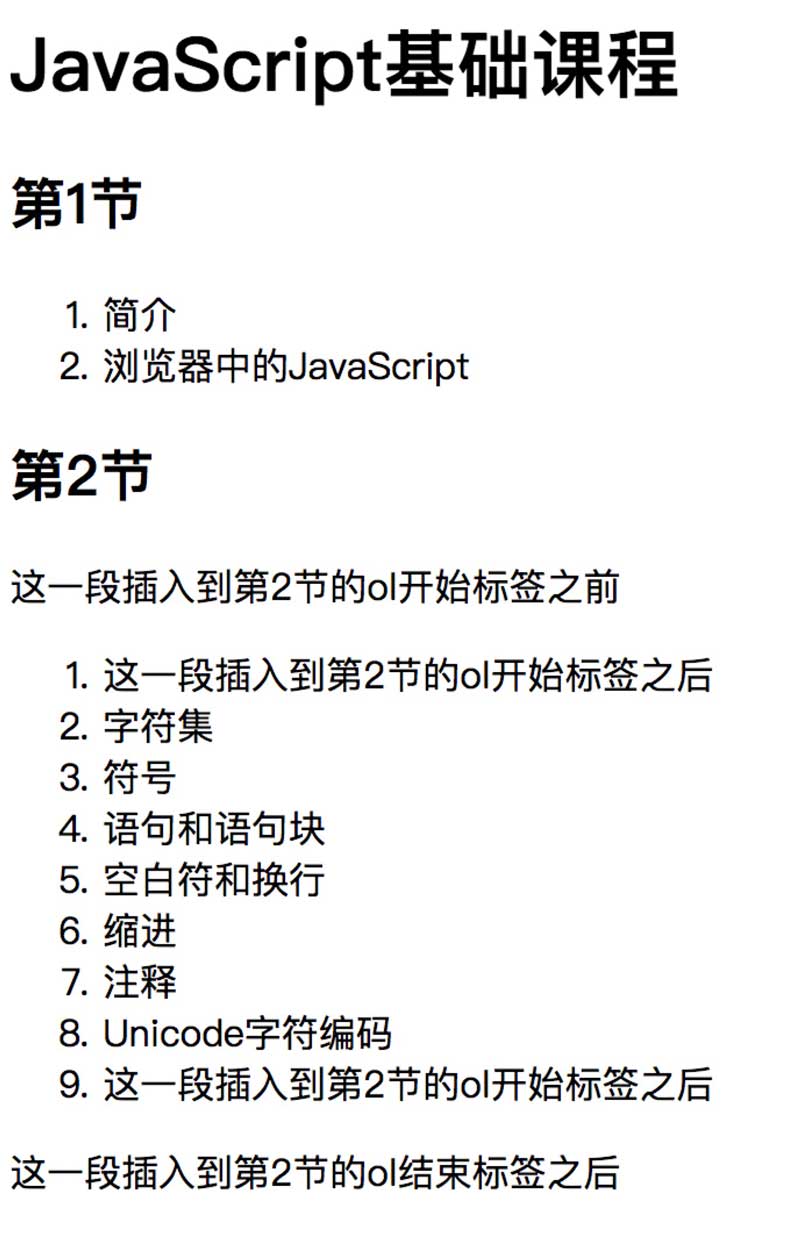 JavaScript基础课程
第1节
1. 简介
2. 浏览器中的JavaScript
第2节
这一段插入到第2节的ol开始标签之前
1. 这一段插入到第2节的ol开始标签之后
2. 字符集
3. 符号
4. 语句和语句块
5. 空白符和换行
6. 缩进
7. 注释
8. Unicode字符编码
9. 这一段插入到第2节的ol开始标签之后
这一段插入到第2节的ol结束标签之后